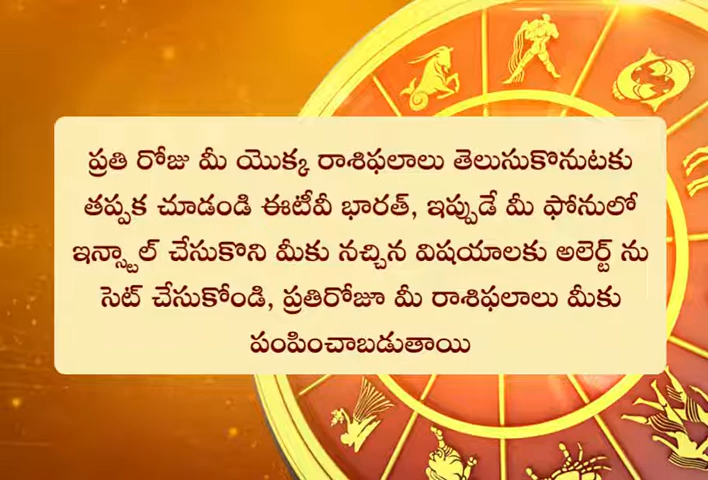 ప్రతి రోజు మీ యొక్క రాశిఫలాలు తెలుసుకొనుటకు
తప్పక చూడండి ఈటీవీ భారత్, ఇప్పుడే మీ ఫోనులో
ఇన్స్టాల్ చేసుకొని మీకు నచ్చిన విషయాలకు అలెర్ట్ ను
సెట్ చేసుకోండి, ప్రతిరోజూ మీ రాశిఫలాలు మీకు
పంపించాబడుతాయి